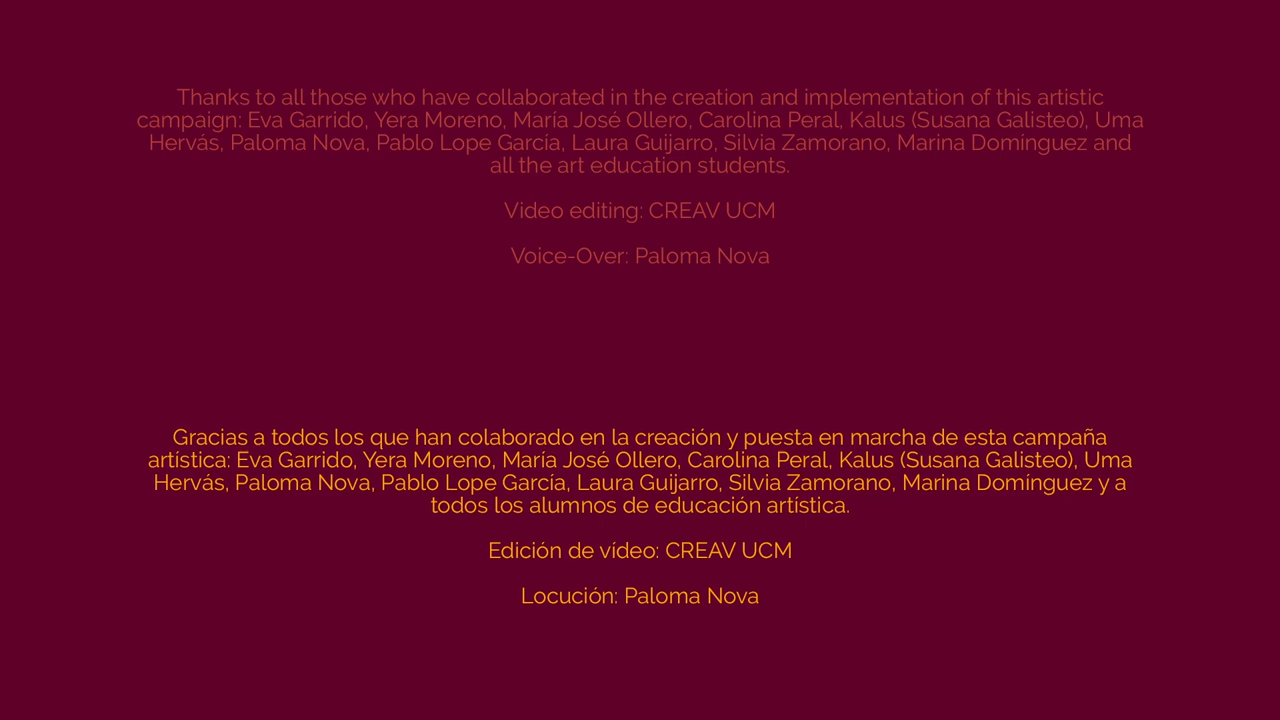 Thanks to all those who have collaborated in the creation and implementation of this artistic
campaign: Eva Garrido, Yera Moreno, María José Ollero, Carolina Peral, Kalus (Susana Galisteo), Uma
Hervás, Paloma Nova, Pablo Lope García, Laura Guijarro, Silvia Zamorano, Marina Domínguez and
all the art education students.
Video editing: CREAV UCM
Voice-Over: Paloma Nova
Gracias a todos los que han colaborado en la creación y puesta en marcha de esta campaña
artística: Eva Garrido, Yera Moreno, María José Ollero, Carolina Peral, Kalus (Susana Galisteo), Uma
Hervás, Paloma Nova, Pablo Lope García, Laura Guijarro, Silvia Zamorano, Marina Domínguez y a
todos los alumnos de educación artística.
Edición de vídeo: CREAV UCM
Locución: Paloma Nova